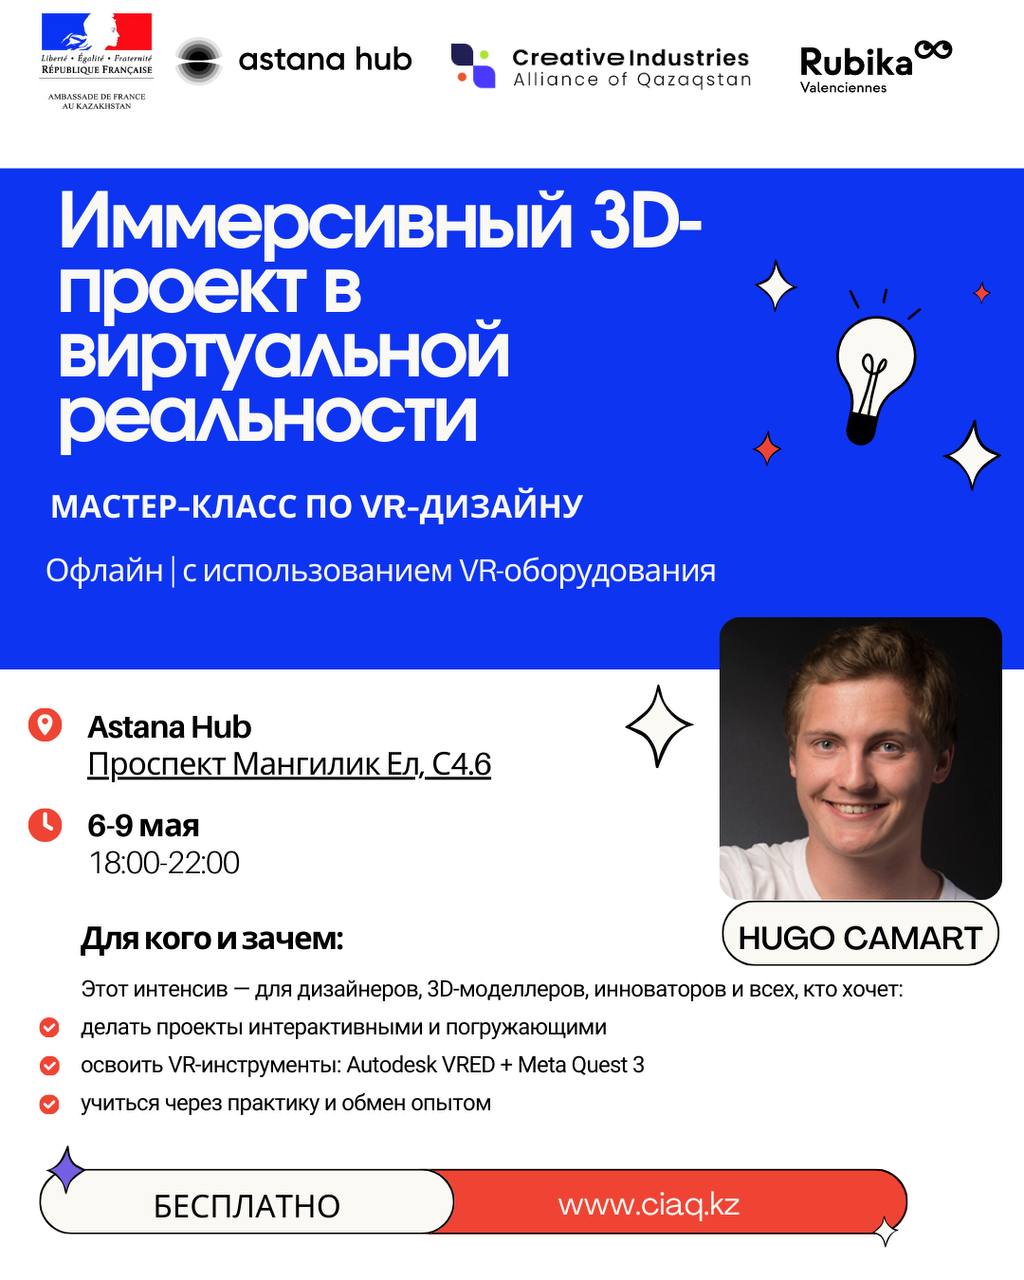 Liberté • Égalité • Fraternité
RÉPUBLIQUE FRANÇAISE
AMBASSADE DE FRANCE
AU KAZAKHSTAN
astana hub
Creative Industries
Alliance of Qazaqstan
Rubika
Valenciennes
Иммерсивный 3D-
проект в
виртуальной
реальности
МАСТЕР-КЛАСС ПО VR-ДИЗАЙНУ
Офлайн | с использованием VR-оборудования
Astana Hub
Проспект Мангилик Ел, С4.6
6-9 мая
18:00-22:00
HUGO CAMART
Для кого и зачем:
Этот интенсив — для дизайнеров, 3D-моделлеров, инноваторов и всех, кто хочет:
делать проекты интерактивными и погружающими
освоить VR-инструменты: Autodesk VRED + Meta Quest 3
учиться через практику и обмен опытом
БЕСПЛАТНО
www.ciaq.kz